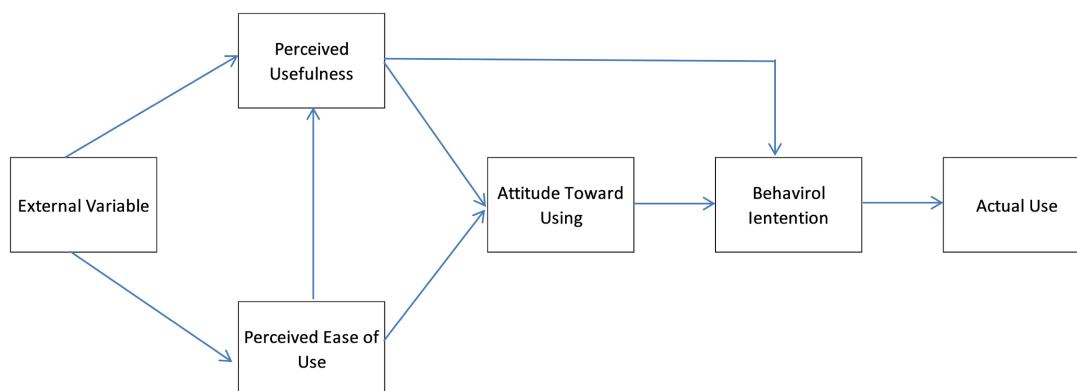 Perceived
Usefulness
External Variable
Attitude Toward
Using
Behavirol
Ientention
Actual Use
Perceived Ease of
Use